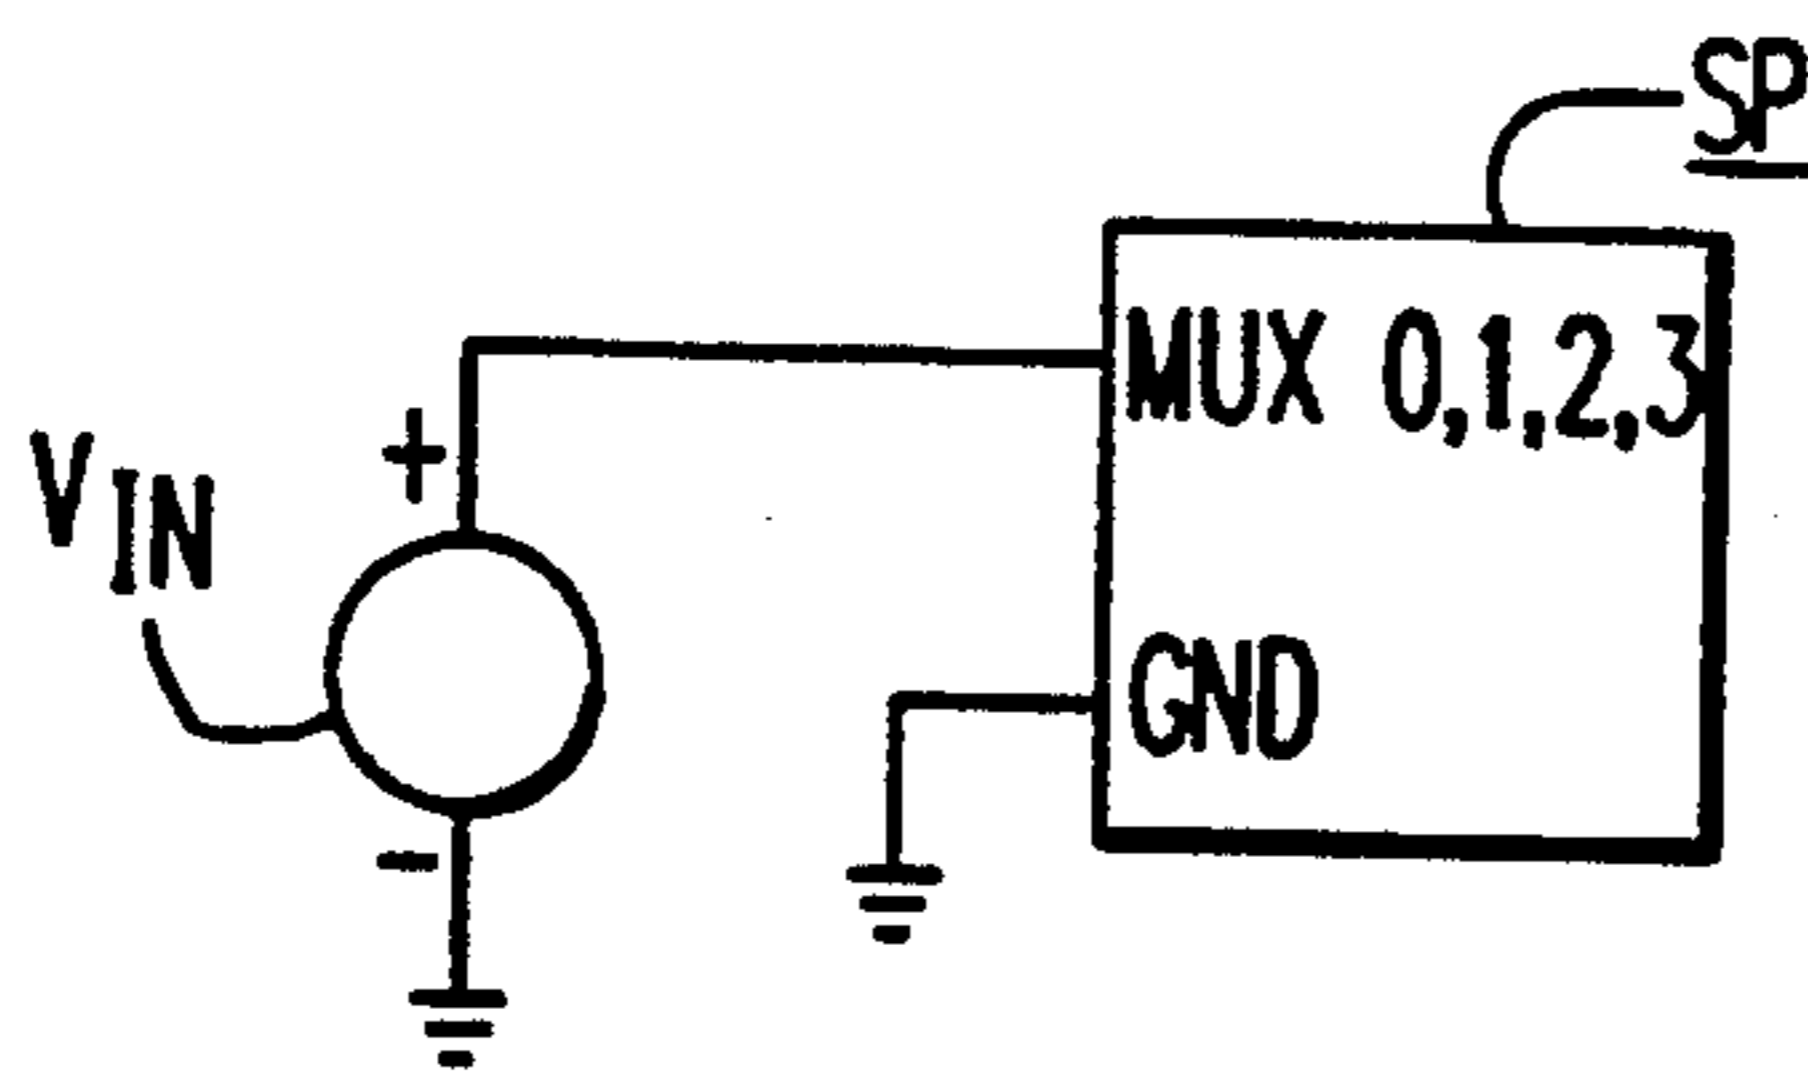 SP
MUX 0,1,2,3
+
VIN
GND
-